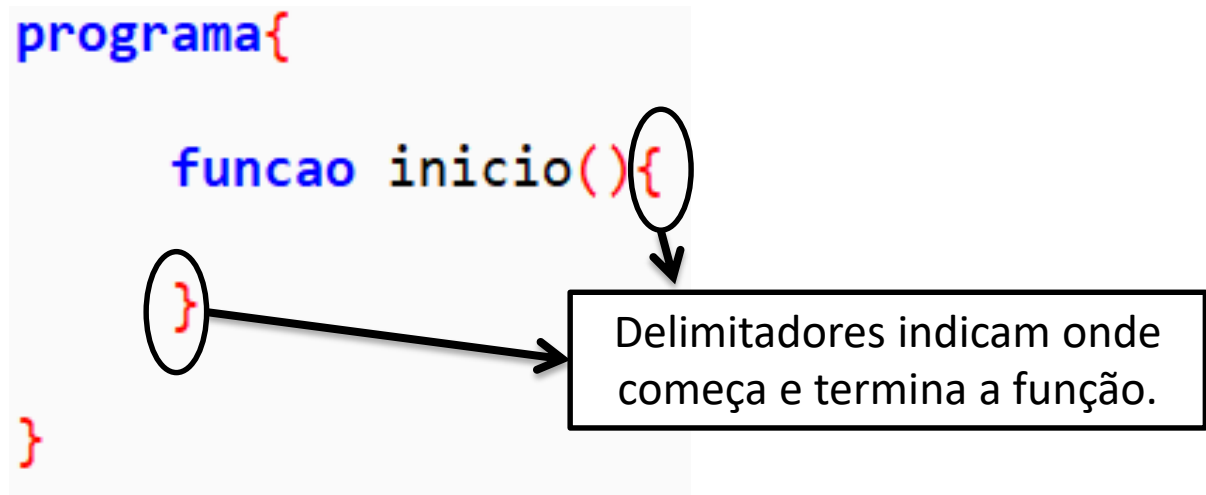 programa{
funcao inicio(){
}
Delimitadores indicam onde
começa e termina a função.
}